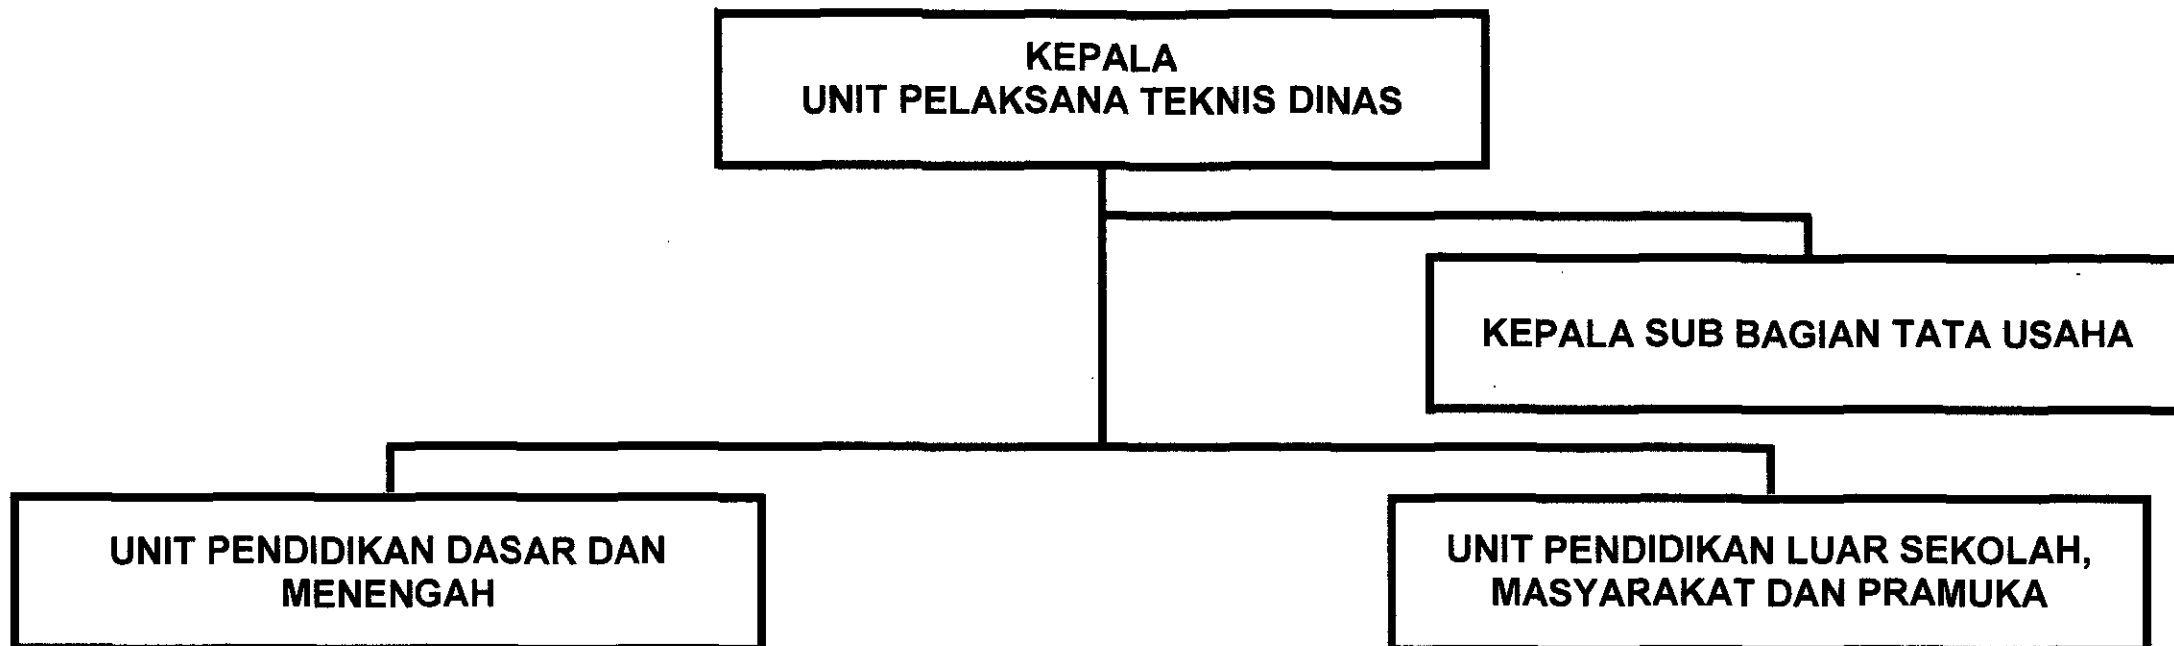 KEPALA
UNIT PELAKSANA TEKNIS DINAS
KEPALA SUB BAGIAN TATA USAHA
UNIT PENDIDIKAN DASAR DAN
MENENGAH
UNIT PENDIDIKAN LUAR SEKOLAH,
MASYARAKAT DAN PRAMUKA